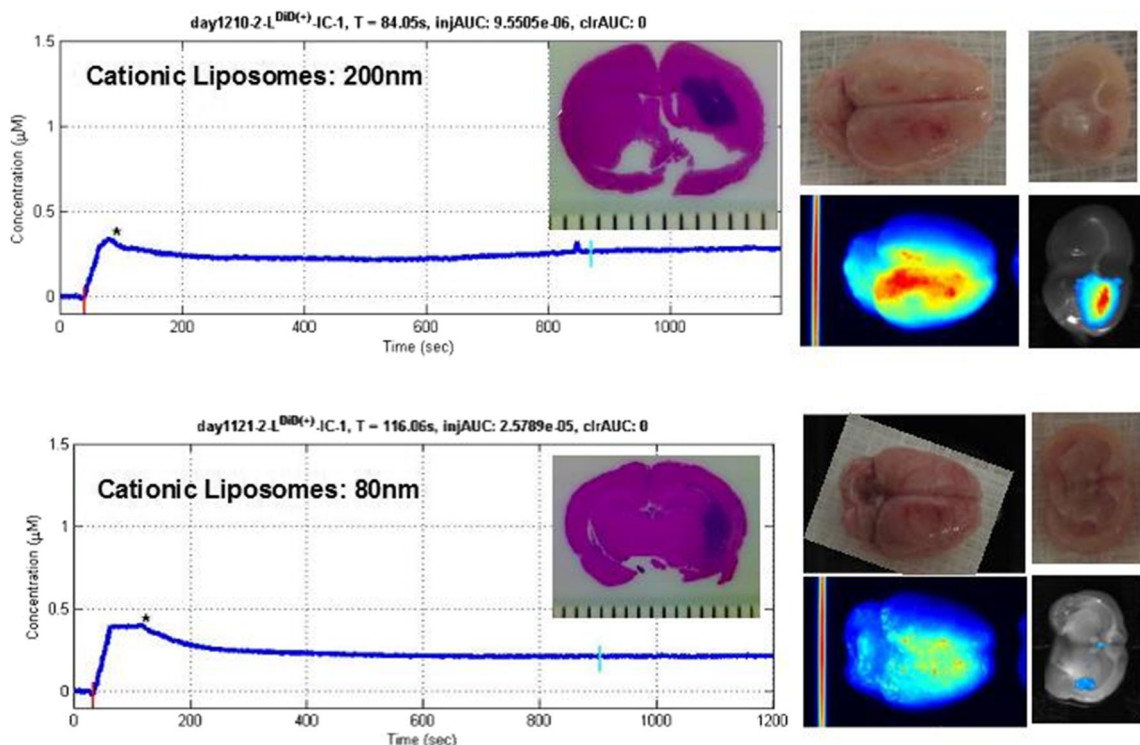 day1210-2-L^DiD(+)-IC-1, T = 84.05s, injAUC: 9.5505e-06, clrAUC: 0
Cationic Liposomes: 200nm
1.5
1
0.5
0
Concentration (μM)
*
0 200 400 600 800 1000
Time (sec)
day1121-2-L^DiD(+)-IC-1, T = 116.06s, injAUC: 2.5789e-05, clrAUC: 0
Cationic Liposomes: 80nm
1.5
1
0.5
0
Concentration (μM)
*
0 200 400 600 800 1000 1200
Time (sec)